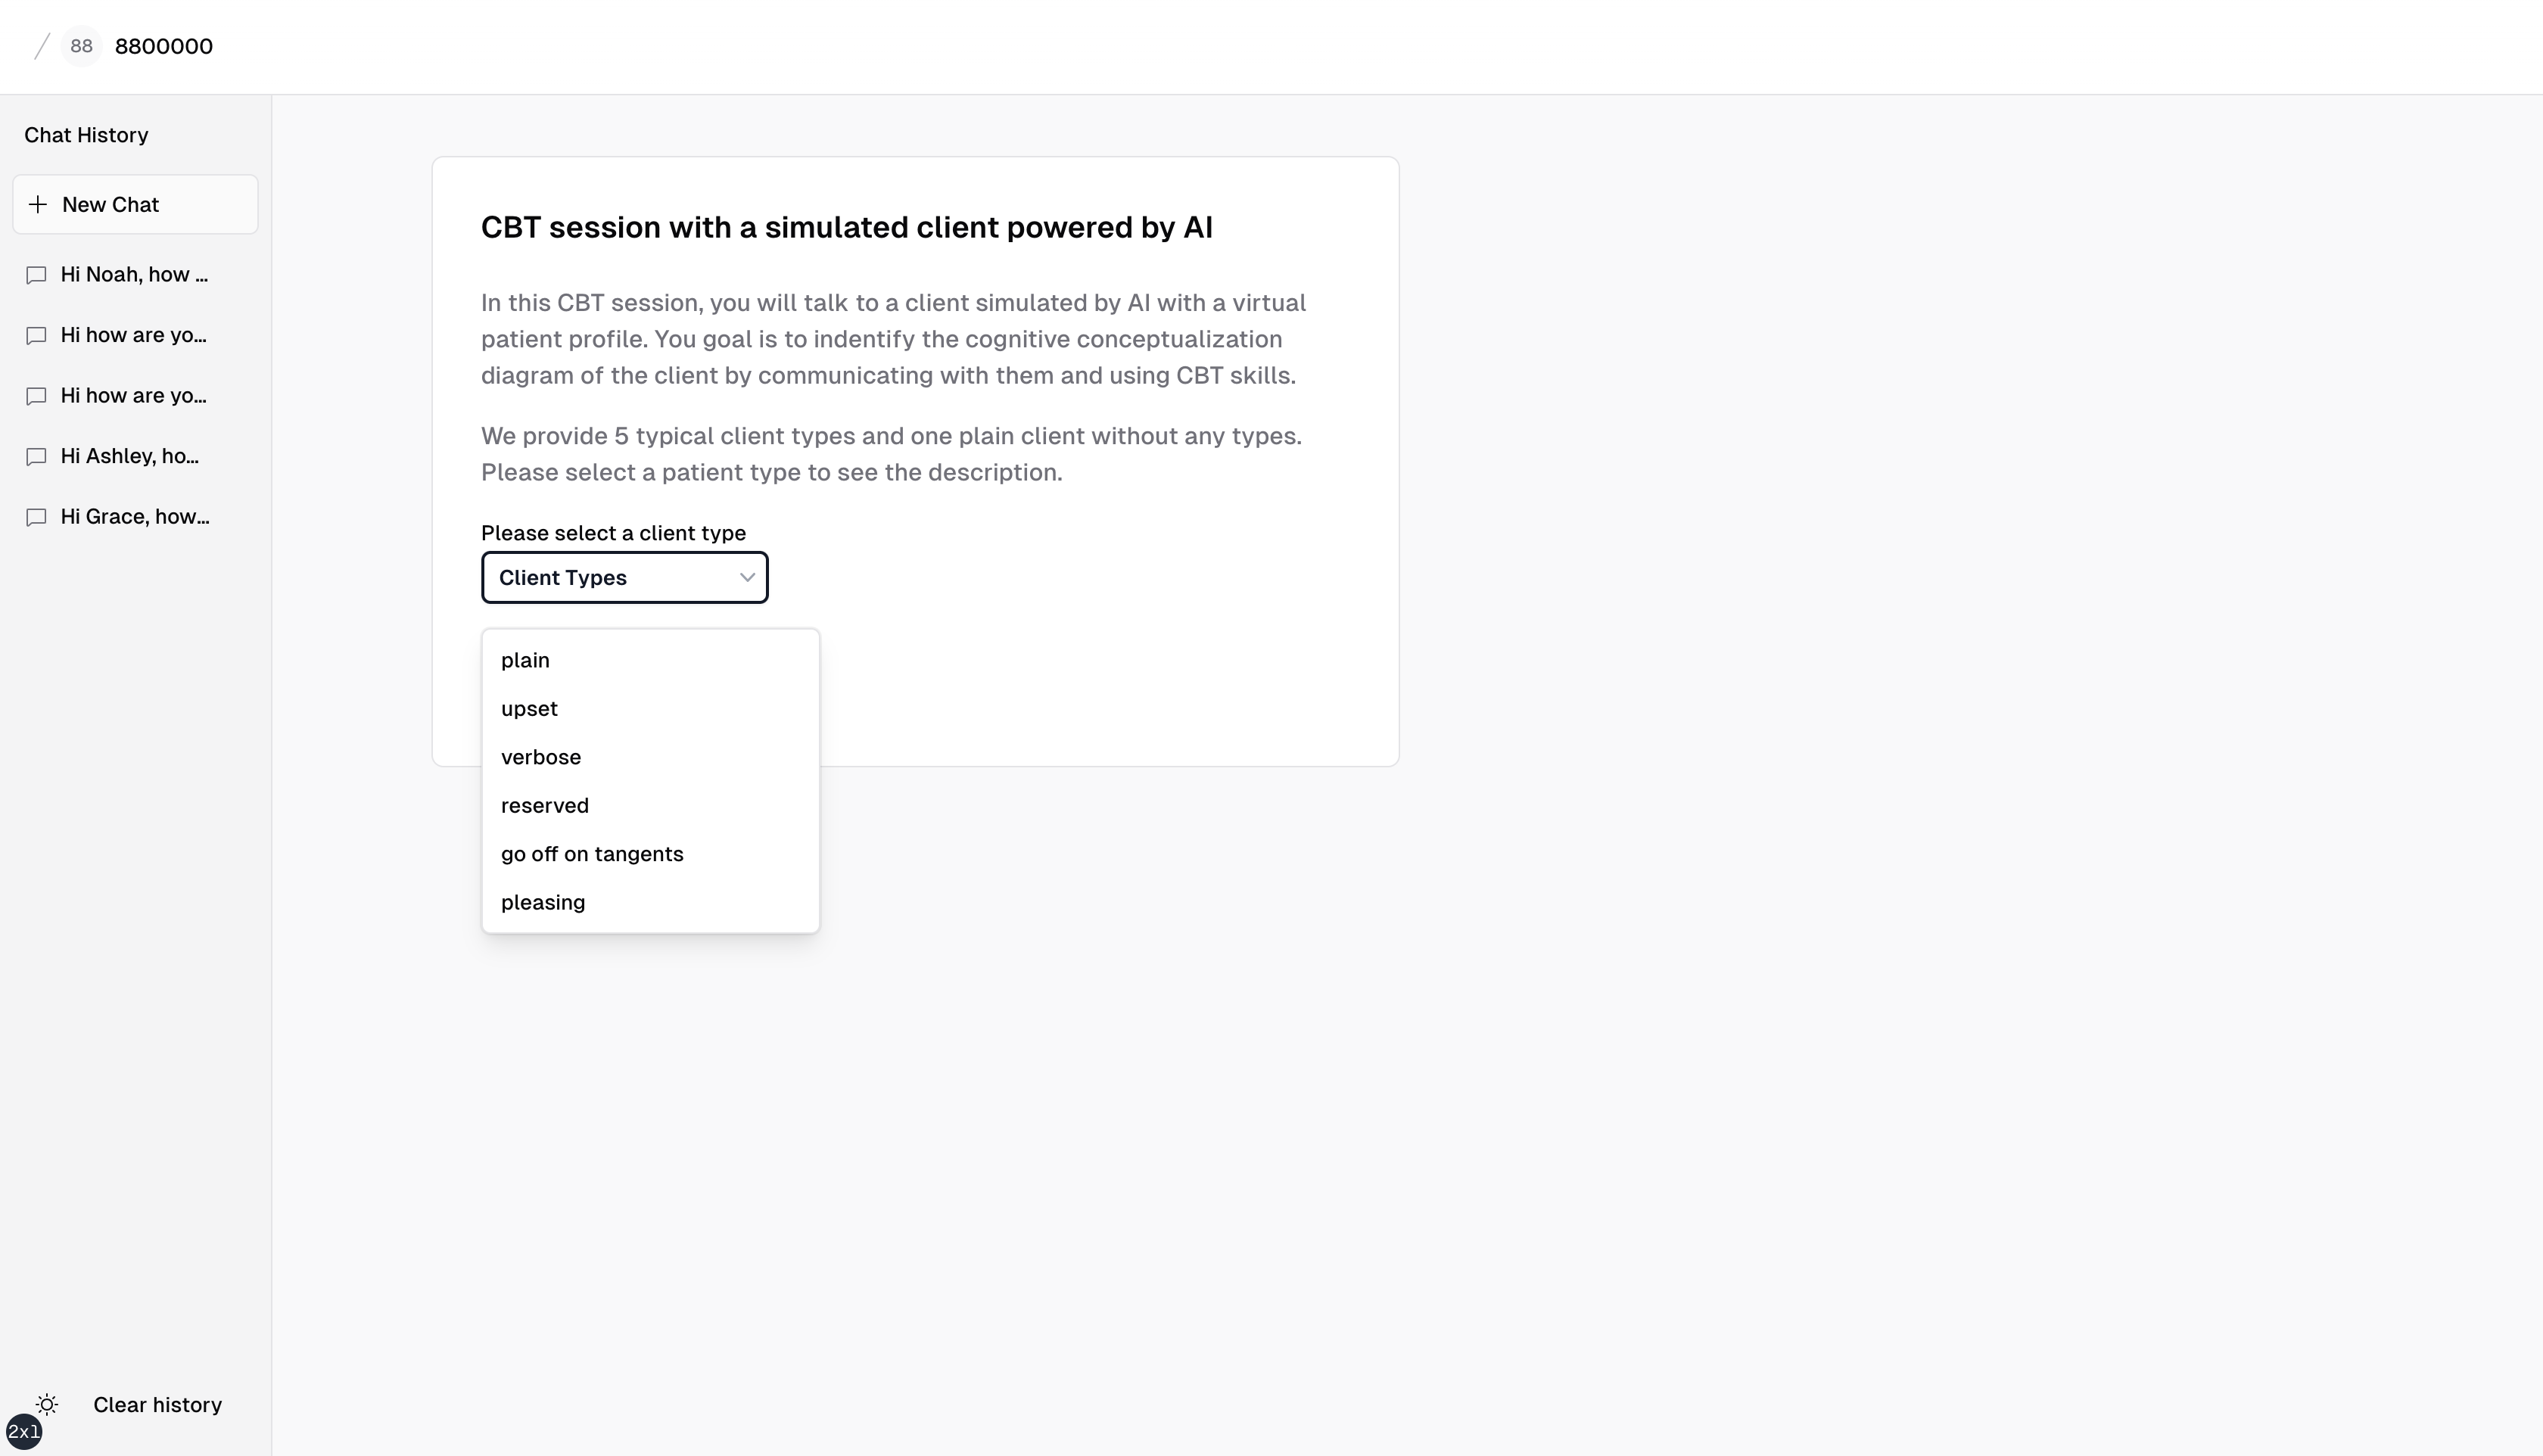 88 8800000
Chat History
New Chat
Hi Noah, how ...
Hi how are yo...
Hi how are yo...
Hi Ashley, ho...
Hi Grace, how...
CBT session with a simulated client powered by AI
In this CBT session, you will talk to a client simulated by AI with a virtual
patient profile. You goal is to indentify the cognitive conceptualization
diagram of the client by communicating with them and using CBT skills.
We provide 5 typical client types and one plain client without any types.
Please select a patient type to see the description.
Please select a client type
Client Types
plain
upset
verbose
reserved
go off on tangents
pleasing
Clear history
2xl